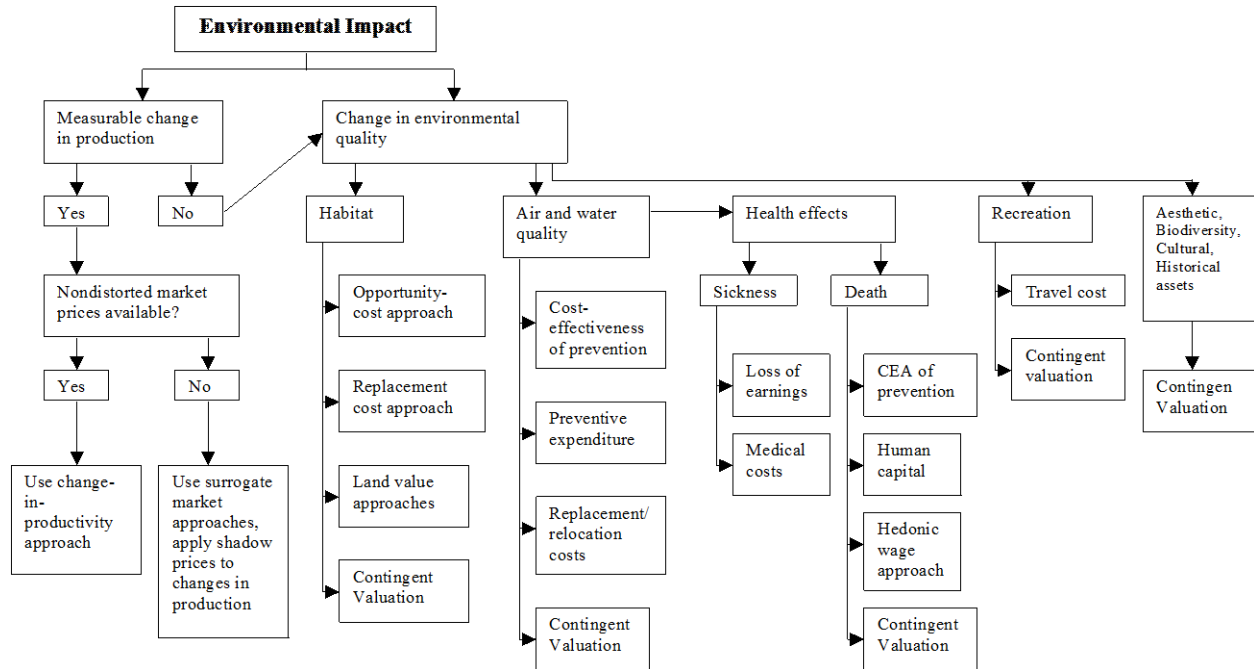 Environmental Impact
Measurable change
in production
Change in environmental
quality
Yes
No
Habitat
Air and water
quality
Health effects
Recreation
Aesthetic,
Biodiversity,
Cultural,
Historical
assets
Nondistorted market
prices available?
Opportunity-
cost approach
Cost-
effectiveness
of prevention
Sickness
Death
Travel cost
Yes
No
Replacement
cost approach
Loss of
earnings
CEA of
prevention
Contingent
valuation
Contingen
Valuation
Preventive
expenditure
Medical
costs
Human
capital
Use change-
in-
productivity
approach
Use surrogate
market
approaches,
apply shadow
prices to
changes in
production
Land value
approaches
Replacement/
relocation
costs
Hedonic
wage
approach
Contingent
Valuation
Contingent
Valuation
Contingent
Valuation